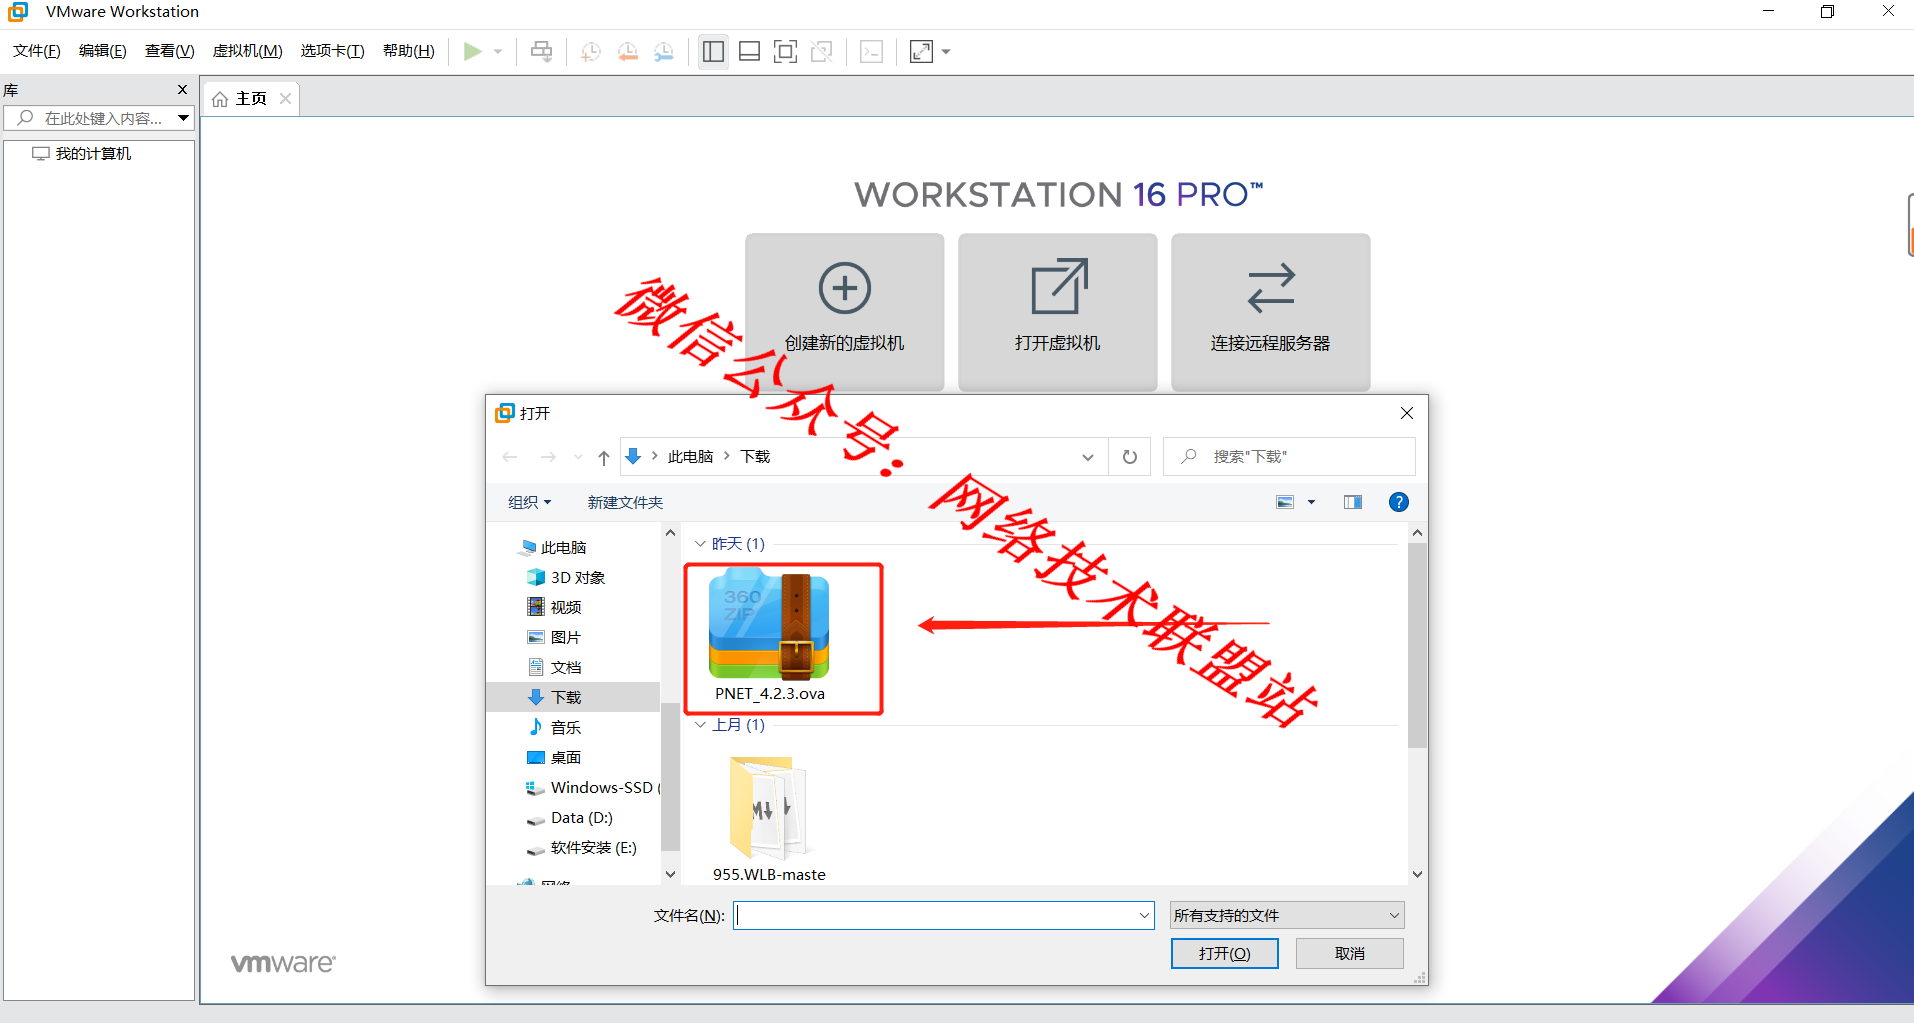 VMware Workstation
文件(F) 编辑(E) 查看(V) 虚拟机(M) 选项卡(T) 帮助(H)
库
主页
在此处键入内容...
我的计算机
WORKSTATION 16 PRO™
创建新的虚拟机
打开虚拟机
连接远程服务器
微信公众号：网络技术联盟站
打开
此电脑 下载
搜索"下载"
组织 新建文件夹
此电脑
3D 对象
视频
图片
文档
下载
音乐
桌面
Windows-SSD (
Data (D:)
软件安装 (E:)
网络
昨天 (1)
360
ZIP
PNET_4.2.3.ova
上月 (1)
M
955.WLB-maste
文件名(N):
所有支持的文件
打开(O)
取消
vmware®